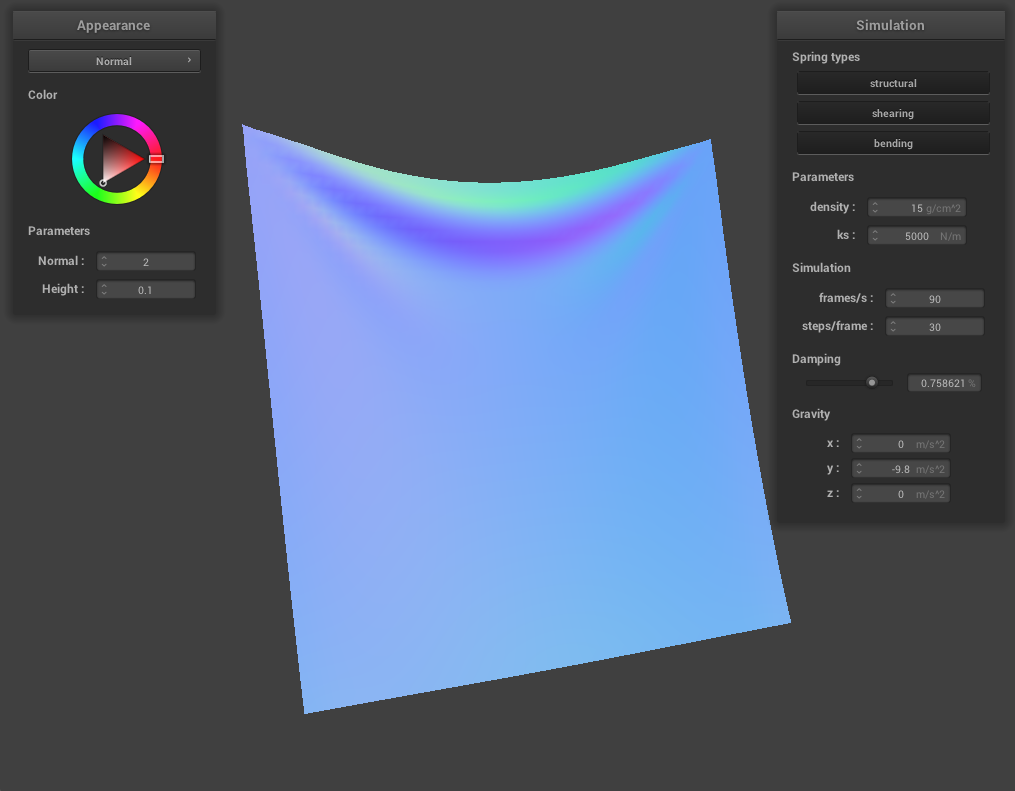 Appearance
Normal ›
Color
Parameters
Normal : 2
Height : 0.1
Simulation
Spring types
structural
shearing
bending
Parameters
density : 15 g/cm^2
ks : 5000 N/m
Simulation
frames/s : 90
steps/frame : 30
Damping
0.758621 %
Gravity
x : 0 m/s^2
y : -9.8 m/s^2
z : 0 m/s^2